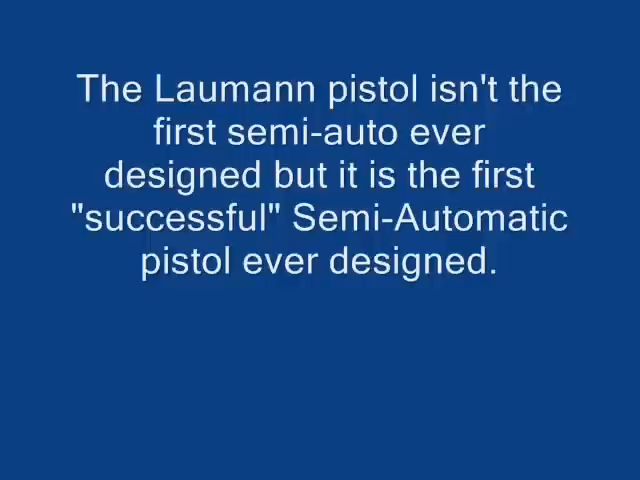 The Laumann pistol isn't the
first semi-auto ever
designed but it is the first
"successful" Semi-Automatic
pistol ever designed.